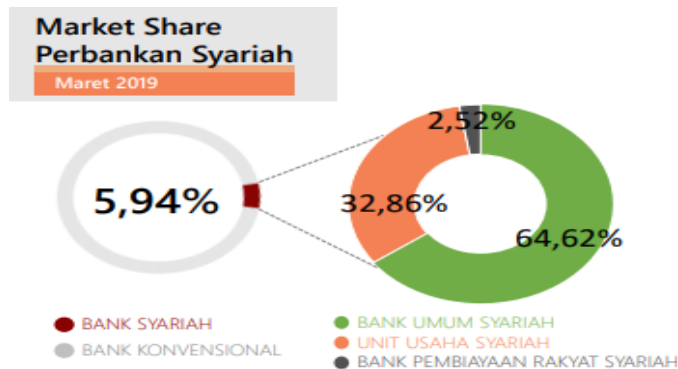 Market Share
Perbankan Syariah
Maret 2019
5,94%
2,52%
32,86%
64,62%
BANK SYARIAH
BANK KONVENSIONAL
BANK UMUM SYARIAH
UNIT USAHA SYARIAH
BANK PEMBIAYAAN RAKYAT SYARIAH